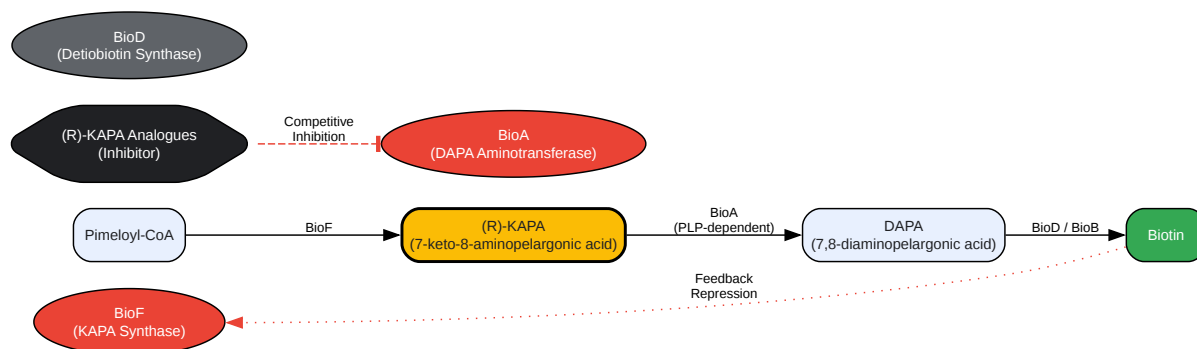 BioD
(Detiobiotin Synthase)
(R)-KAPA Analogues
(Inhibitor)
Competitive
Inhibition
BioA
(DAPA Aminotransferase)
Pimeloyl-CoA
BioF
(R)-KAPA
(7-keto-8-aminopelargonic acid)
BioA
(PLP-dependent)
DAPA
(7,8-diaminopelargonic acid)
BioD / BioB
Biotin
Feedback
Repression
BioF
(KAPA Synthase)